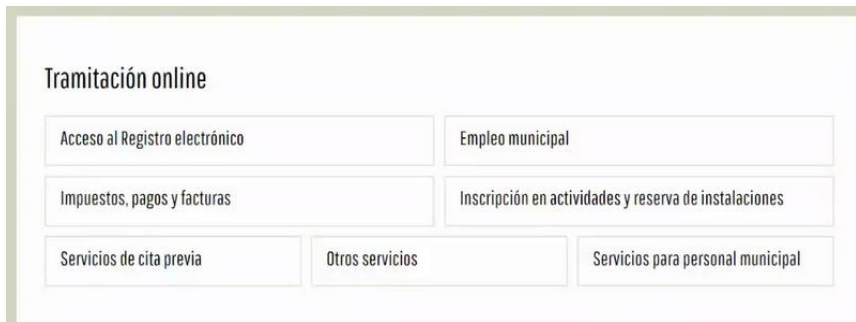 Tramitación online
Acceso al Registro electrónico
Empleo municipal
Impuestos, pagos y facturas
Inscripción en actividades y reserva de instalaciones
Servicios de cita previa
Otros servicios
Servicios para personal municipal